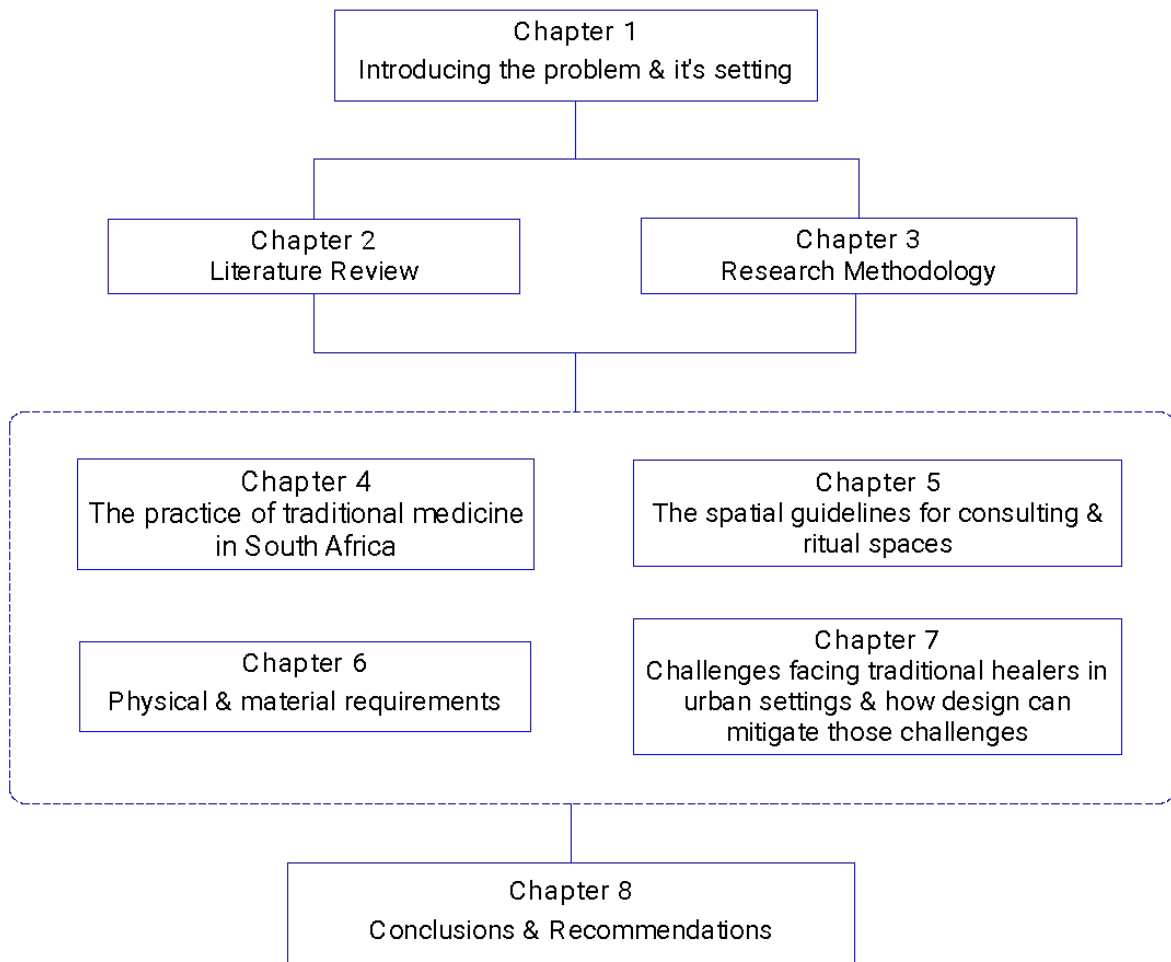 Chapter 1
Introducing the problem & it's setting
Chapter 2
Literature Review
Chapter 3
Research Methodology
Chapter 4
The practice of traditional medicine
in South Africa
Chapter 5
The spatial guidelines for consulting &
ritual spaces
Chapter 6
Physical & material requirements
Chapter 7
Challenges facing traditional healers in
urban settings & how design can
mitigate those challenges
Chapter 8
Conclusions & Recommendations